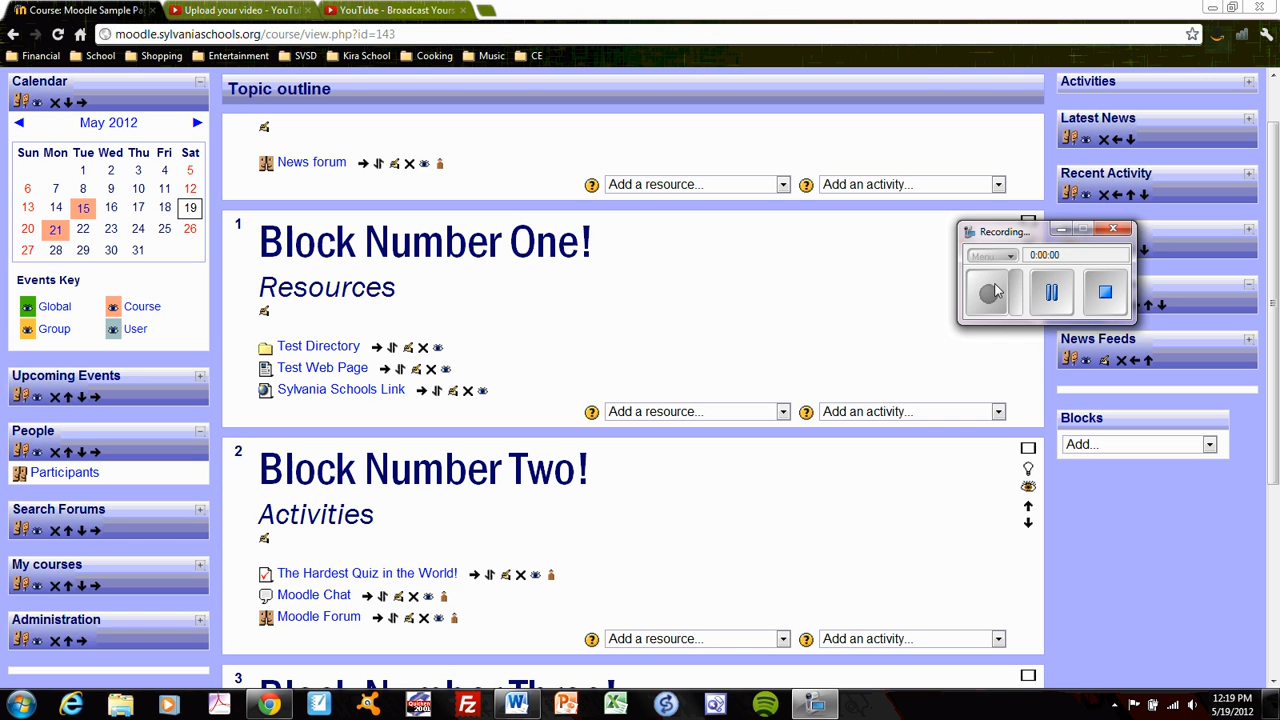 Course: Moodle Sample Pa
Upload your video - YouTu
YouTube - Broadcast Yours
moodle.sylvaniaschools.org/course/view.php?id=143
Financial School Shopping Entertainment SVSD Kira School Cooking Music CE
Calendar
May 2012
Sun Mon Tue Wed Thu Fri Sat
1 2 3 4 5
6 7 8 9 10 11 12
13 14 15 16 17 18 19
20 21 22 23 24 25 26
27 28 29 30 31
Events Key
Global Course
Group User
Upcoming Events
People
Participants
Search Forums
My courses
Administration
Topic outline
News forum
Add a resource... Add an activity...
1
Block Number One!
Resources
Test Directory
Test Web Page
Sylvania Schools Link
Add a resource... Add an activity...
2
Block Number Two!
Activities
The Hardest Quiz in the World!
Moodle Chat
Moodle Forum
Add a resource... Add an activity...
3
Block Number Three!
Activities
Latest News
Recent Activity
News Feeds
Blocks
Add...
Recording...
Menu
0:00:00
Quicken
2001
12:19 PM
5/19/2012